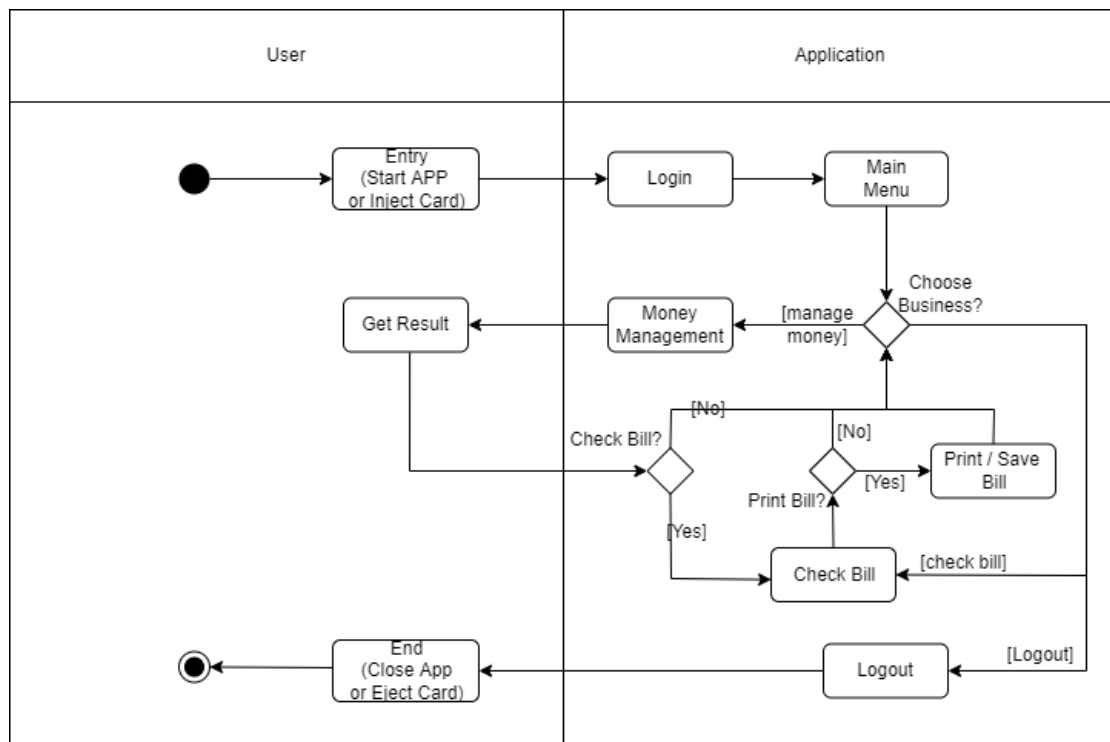 User
Application
Entry
(Start APP
or Inject Card)
Login
Main
Menu
Choose
Business?
Get Result
Money
Management
[manage
money]
[No]
Check Bill?
[No]
Print / Save
Bill
[Yes]
Print Bill?
[Yes]
Check Bill
[check bill]
End
(Close App
or Eject Card)
Logout
[Logout]